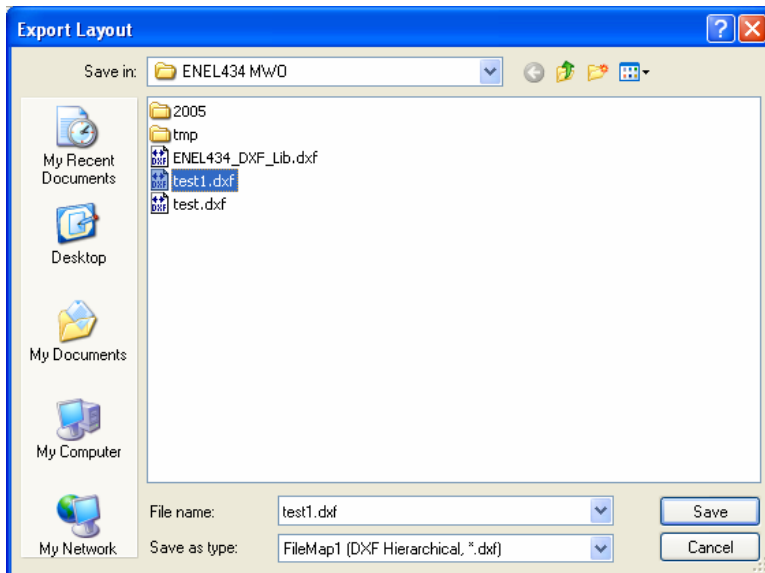 Export Layout
Save in:
ENEL434 MWO
My Recent
Documents
Desktop
My Documents
My Computer
My Network
2005
tmp
ENEL434_DXF_Lib.dxf
test1.dxf
test.dxf
File name:
test1.dxf
Save
Save as type:
FileMap1 (DXF Hierarchical, *.dxf)
Cancel